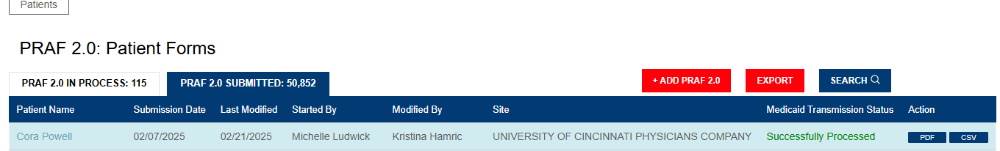 Patients
PRAF 2.0: Patient Forms
PRAF 2.0 IN PROCESS: 115 PRAF 2.0 SUBMITTED: 50,852 + ADD PRAF 2.0 EXPORT SEARCH
Patient Name Submission Date Last Modified Started By Modified By Site Medicaid Transmission Status Action
Cora Powell 02/07/2025 02/21/2025 Michelle Ludwick Kristina Hamric UNIVERSITY OF CINCINNATI PHYSICIANS COMPANY Successfully Processed PDF CSV